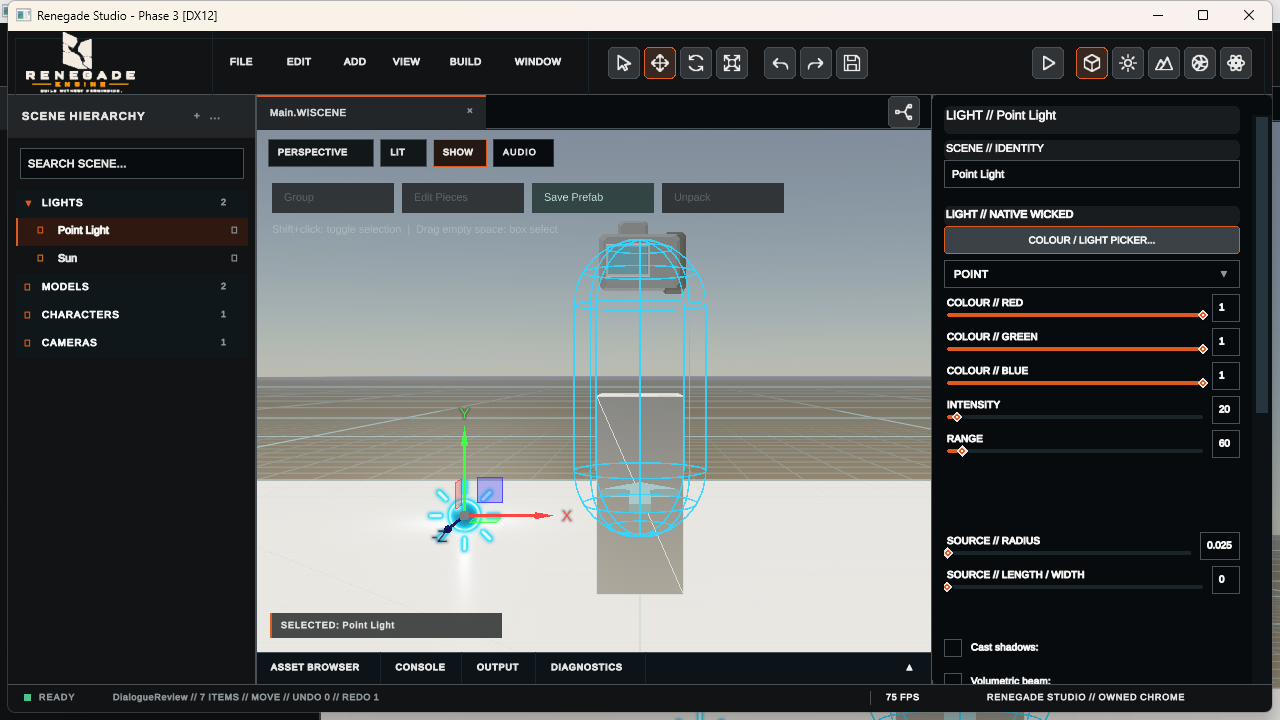 Renegade Studio - Phase 3 [DX12]
RENEGADE
ENGINE
BUILD WITHOUT PERMISSION.
FILE EDIT ADD VIEW BUILD WINDOW
SCENE HIERARCHY + ...
SEARCH SCENE...
LIGHTS 2
Point Light
Sun
MODELS 2
CHARACTERS 1
CAMERAS 1
Main.WISCENE ×
PERSPECTIVE LIT SHOW AUDIO
Group Edit Pieces Save Prefab Unpack
Shift+click: toggle selection | Drag empty space: box select
Y
X
-Z
SELECTED: Point Light
ASSET BROWSER CONSOLE OUTPUT DIAGNOSTICS
LIGHT // Point Light
SCENE // IDENTITY
Point Light
LIGHT // NATIVE WICKED
COLOUR / LIGHT PICKER...
POINT
COLOUR // RED 1
COLOUR // GREEN 1
COLOUR // BLUE 1
INTENSITY 20
RANGE 60
SOURCE // RADIUS 0.025
SOURCE // LENGTH / WIDTH 0
Cast shadows:
Volumetric beam:
READY DialogueReview // 7 ITEMS // MOVE // UNDO 0 // REDO 1 75 FPS RENEGADE STUDIO // OWNED CHROME